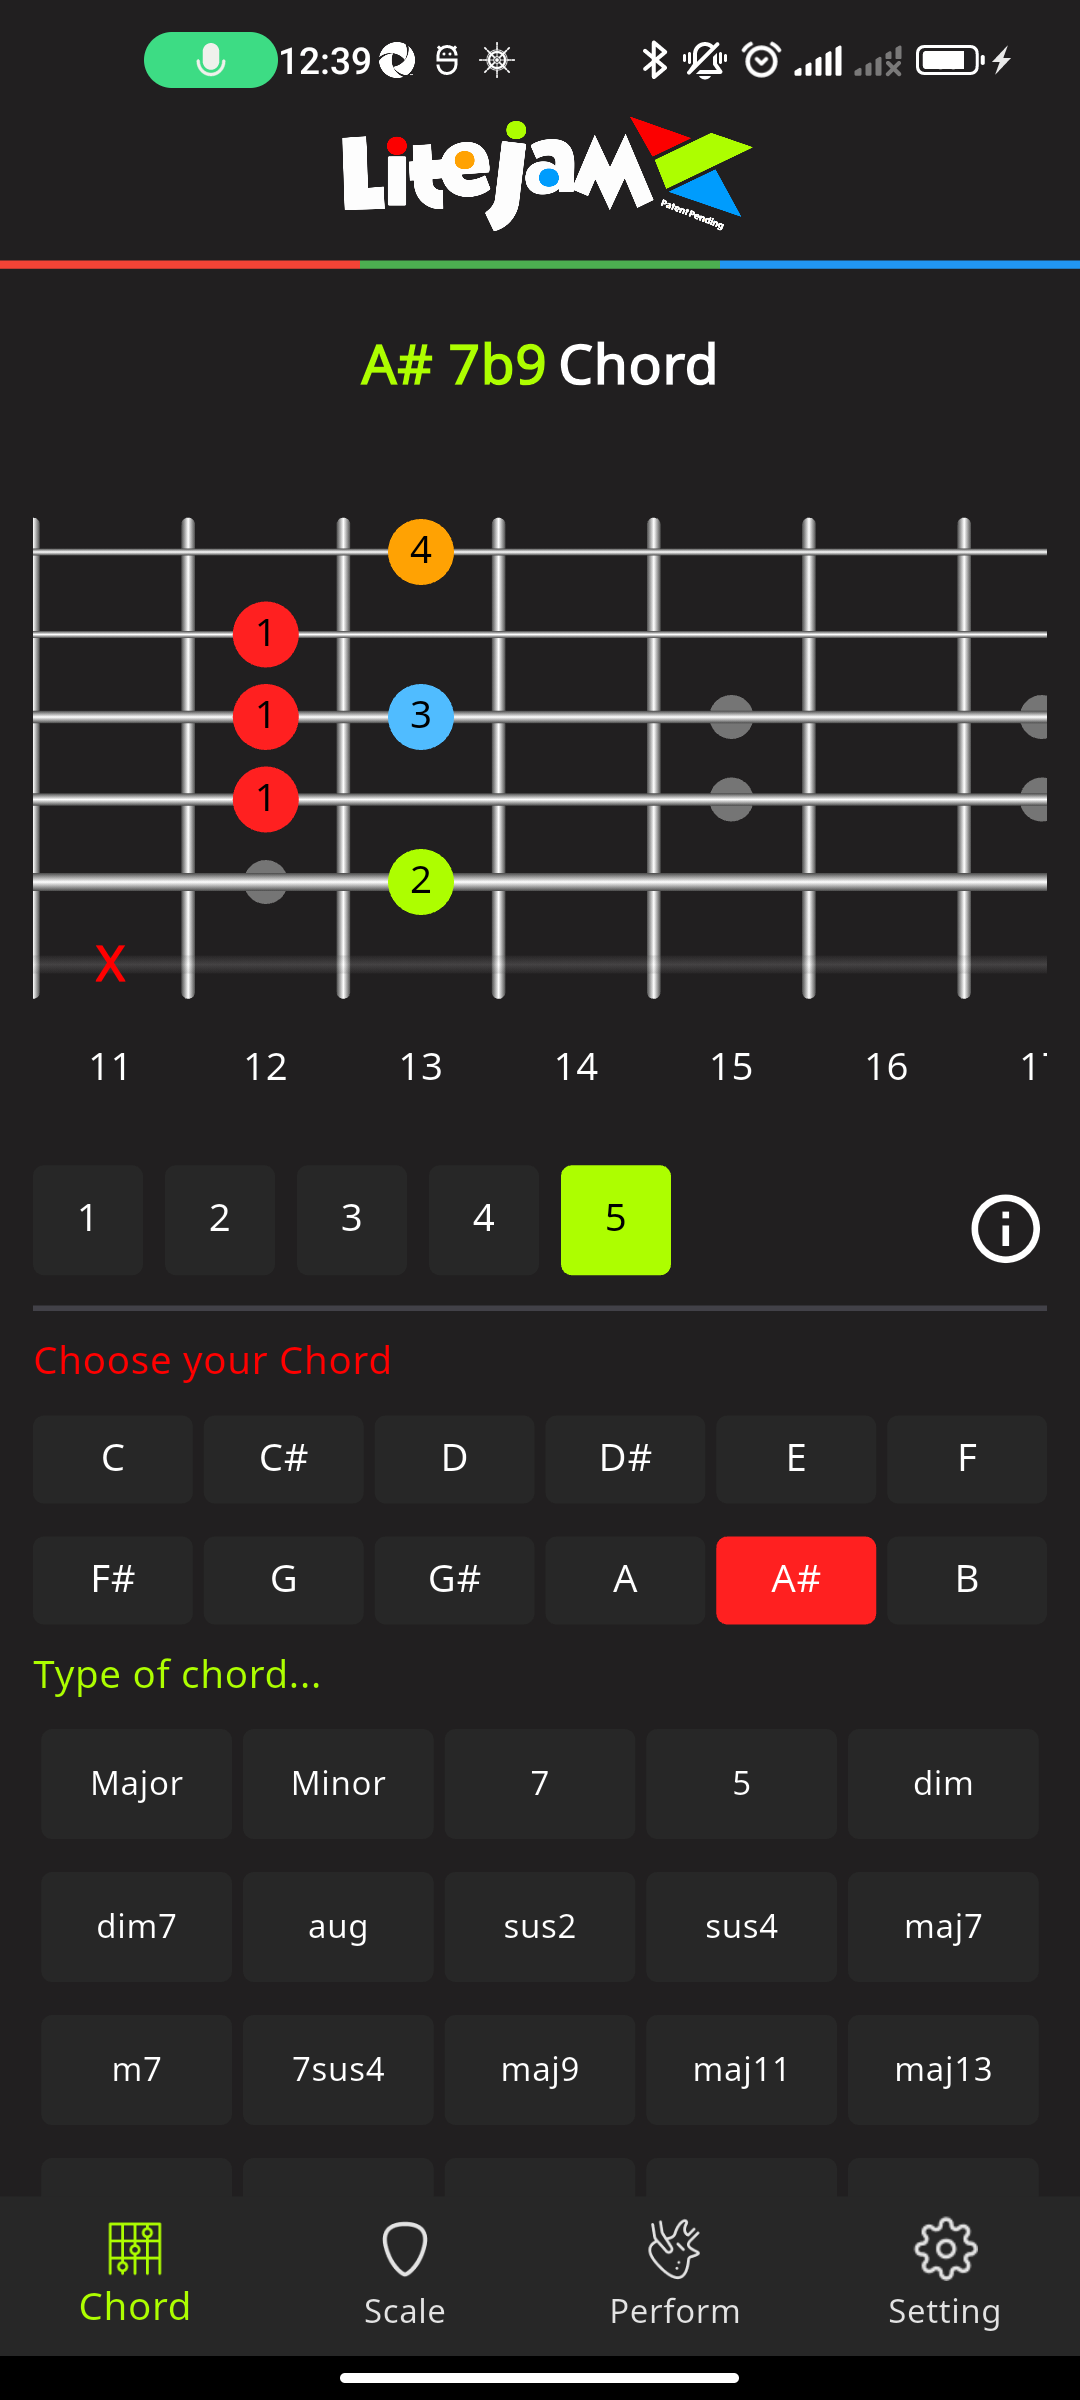 12:39
Litejam
Patent Pending
A# 7b9 Chord
4
1
1 3
1
2
X
11 12 13 14 15 16
1 2 3 4 5
Choose your Chord
C C# D D# E F
F# G G# A A# B
Type of chord...
Major Minor 7 5 dim
dim7 aug sus2 sus4 maj7
m7 7sus4 maj9 maj11 maj13
Chord Scale Perform Setting